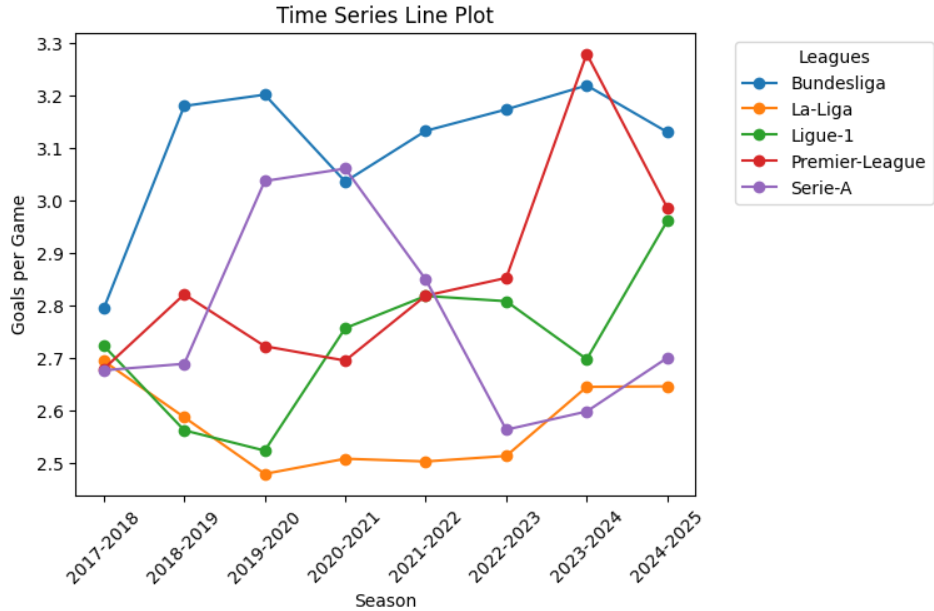 Time Series Line Plot
Goals per Game
3.3
3.2
3.1
3.0
2.9
2.8
2.7
2.6
2.5
2017-2018
2018-2019
2019-2020
2020-2021
2021-2022
2022-2023
2023-2024
2024-2025
Season
Leagues
Bundesliga
La-Liga
Ligue-1
Premier-League
Serie-A